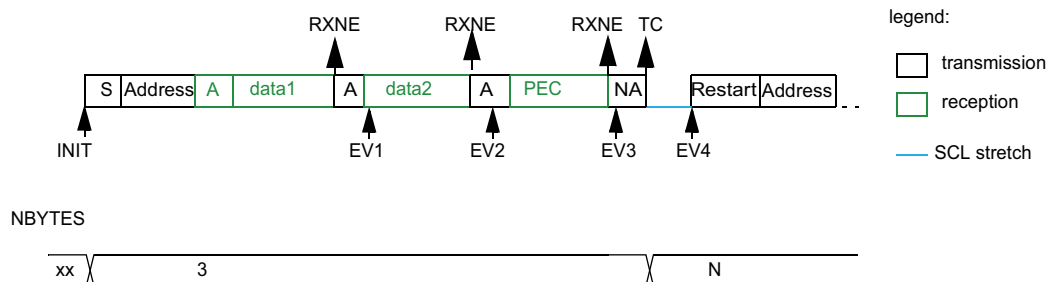 legend:
RXNE RXNE RXNE TC
S Address A data1 A data2 A PEC NA Restart Address
transmission
reception
INIT EV1 EV2 EV3 EV4
SCL stretch
NBYTES
xx 3 N